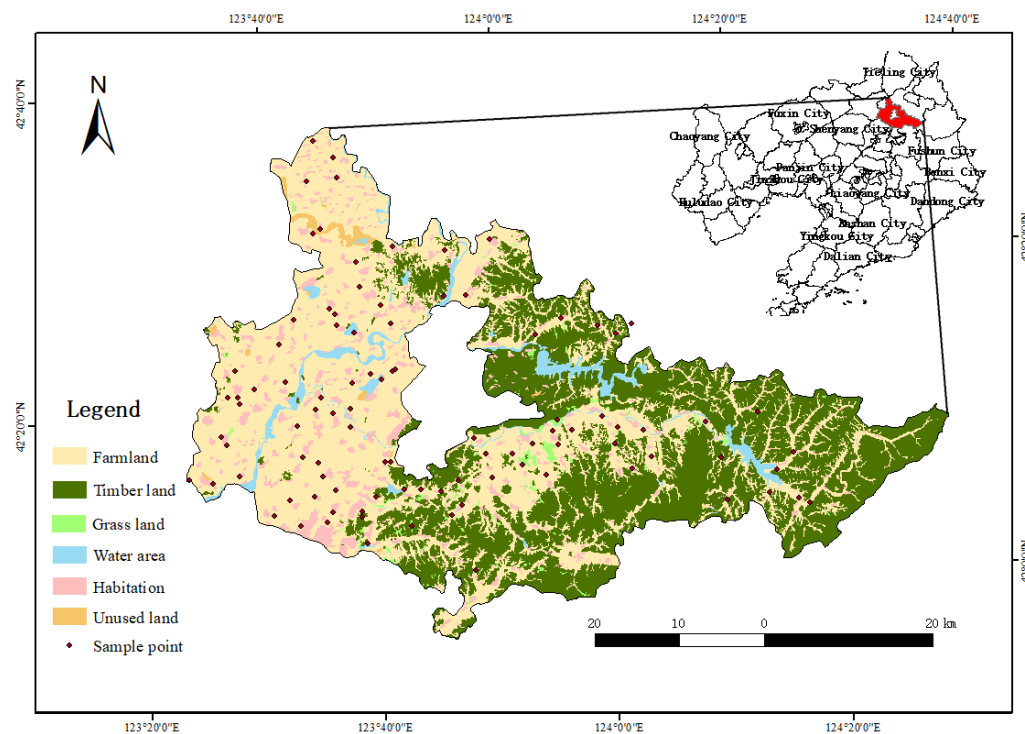 123°40'0"E 124°0'0"E 124°20'0"E 124°40'0"E
42°40'0"N
42°20'0"N
N
Tieling City
Fuxin City
Shenyang City
Chaoyang City
Fushun City
Panjin City
Benxi City
Liaoyang City
Huludao City
Dandong City
Anshan City
Yingkou City
Dalian City
Legend
Farmland
Timber land
Grass land
Water area
Habitation
Unused land
Sample point
20 10 0 20 km
123°20'0"E 123°40'0"E 124°0'0"E 124°20'0"E